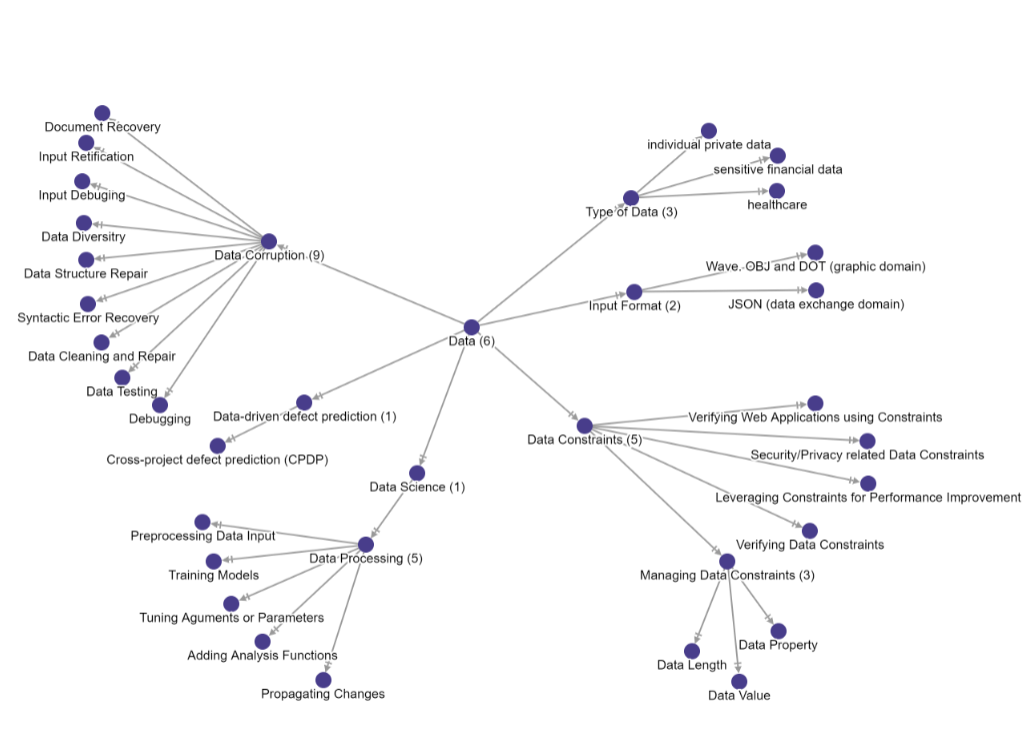 Document Recovery
Input Retification
Input Debuging
Data Diversitry
Data Structure Repair
Syntactic Error Recovery
Data Cleaning and Repair
Data Testing
Debugging
Data Corruption (9)
individual private data
sensitive financial data
healthcare
Type of Data (3)
Wave. OBJ and DOT (graphic domain)
JSON (data exchange domain)
Input Format (2)
Data (6)
Data-driven defect prediction (1)
Cross-project defect prediction (CPDP)
Data Science (1)
Data Processing (5)
Preprocessing Data Input
Training Models
Tuning Aguments or Parameters
Adding Analysis Functions
Propagating Changes
Data Constraints (5)
Verifying Web Applications using Constraints
Security/Privacy related Data Constraints
Leveraging Constraints for Performance Improvement
Verifying Data Constraints
Managing Data Constraints (3)
Data Property
Data Length
Data Value